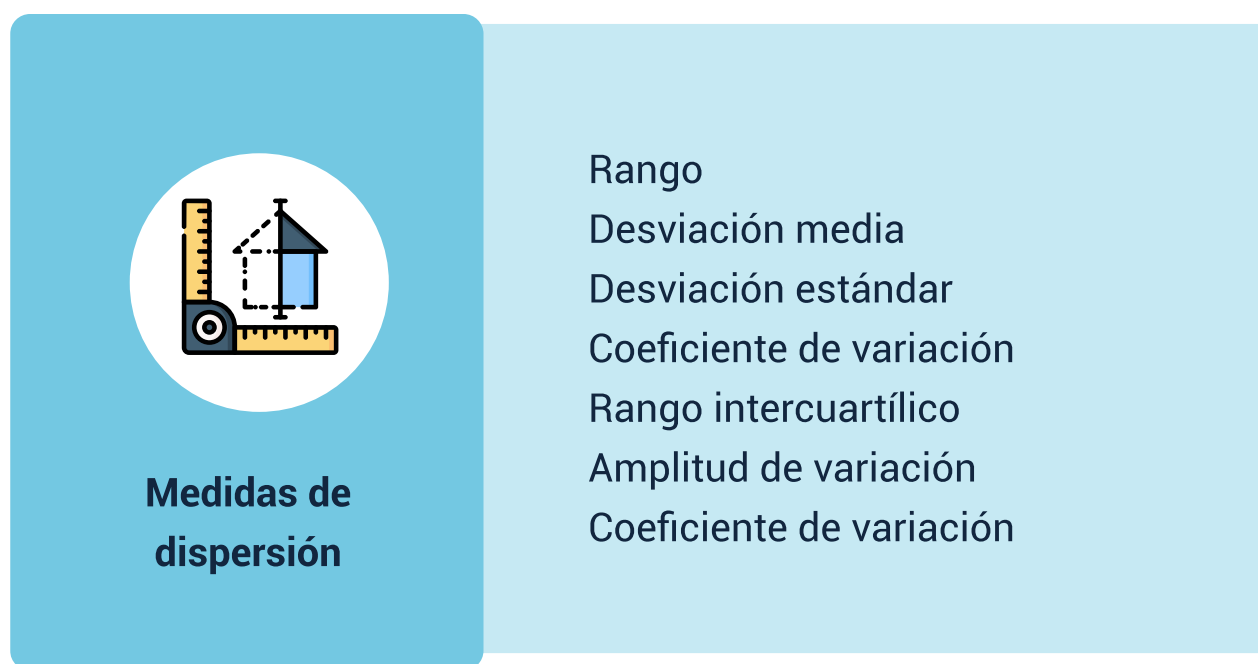 Medidas de
dispersión
Rango
Desviación media
Desviación estándar
Coeficiente de variación
Rango intercuartílico
Amplitud de variación
Coeficiente de variación